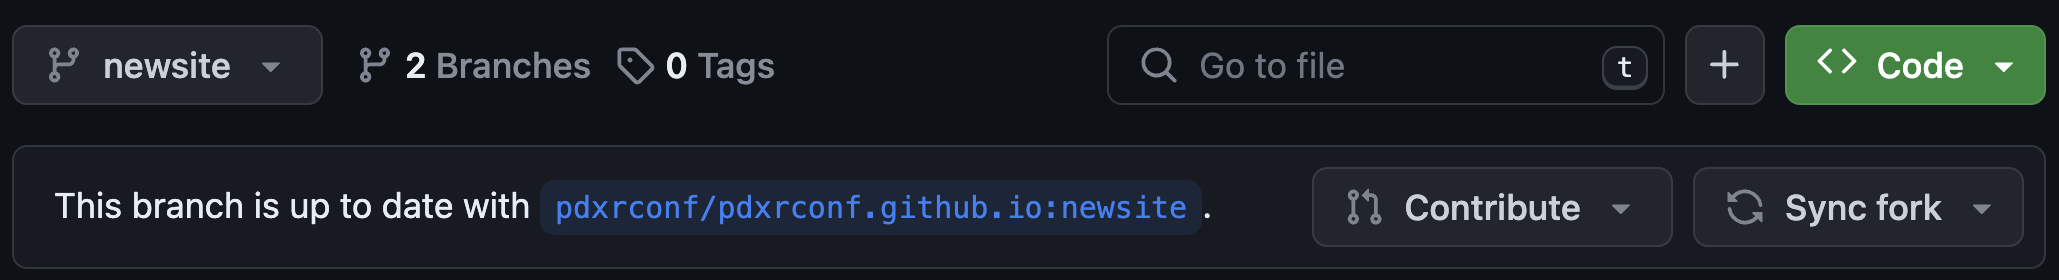 newsite 2 Branches 0 Tags Go to file t + Code
This branch is up to date with pdxrconf/pdxrconf.github.io:newsite. Contribute Sync fork